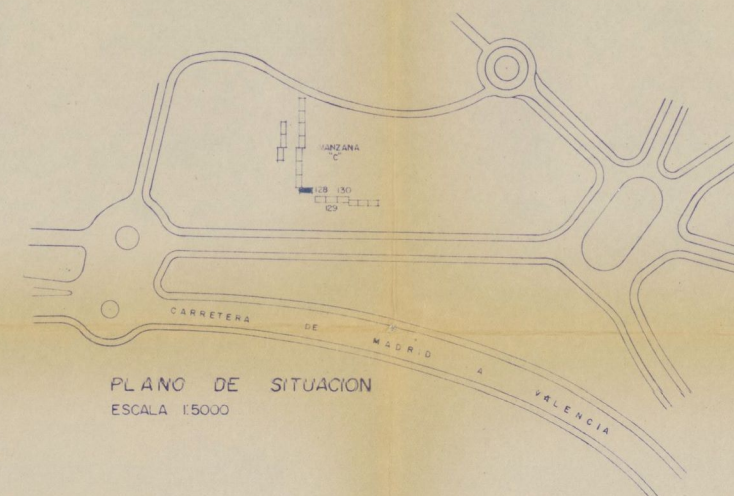 MANZANA
"C"
128 130
129
CARRETERA DE MADRID A VALENCIA
PLANO DE SITUACION
ESCALA 1:5000